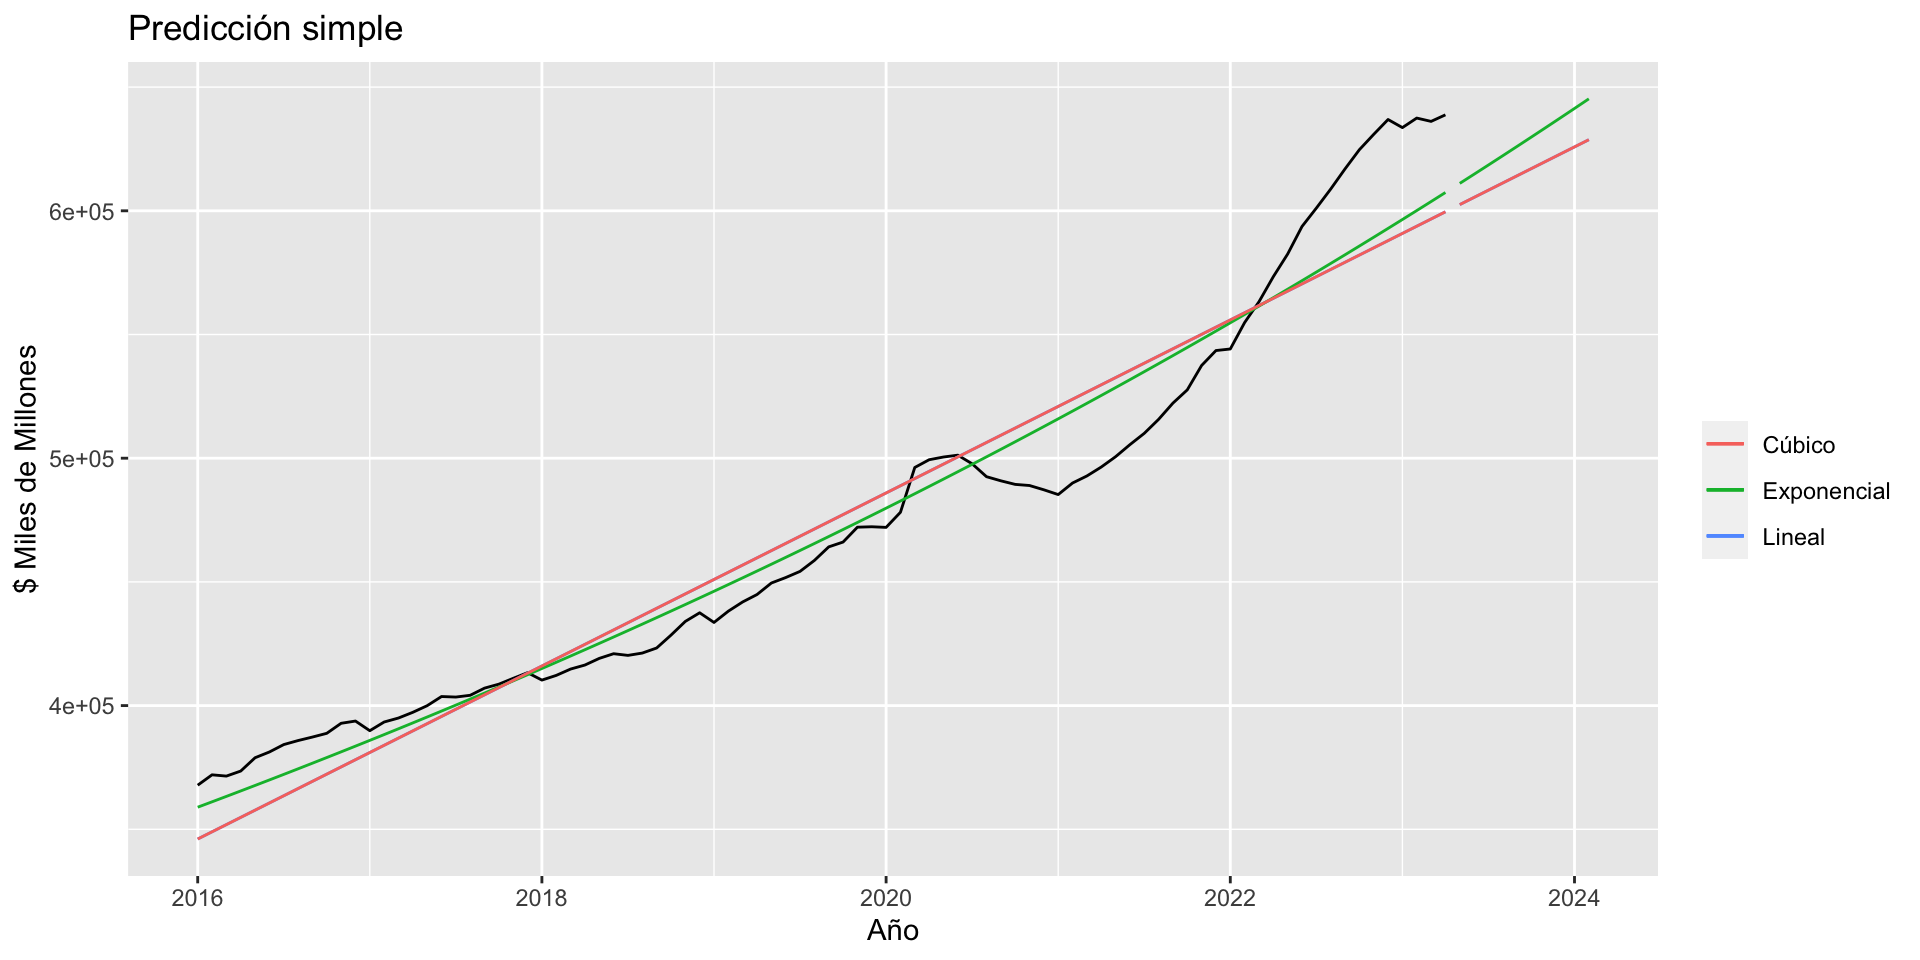 Predicción simple
$ Miles de Millones
6e+05
5e+05
4e+05
2016
2018
2020
2022
2024
Año
Cúbico
Exponencial
Lineal